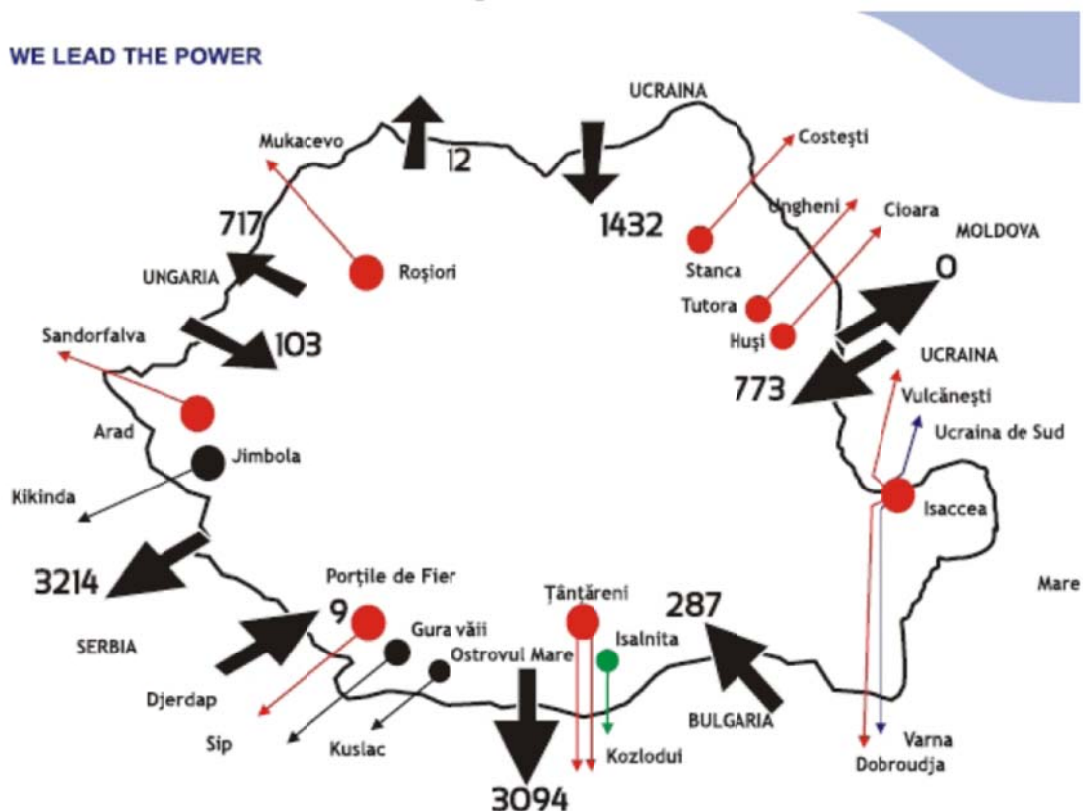 WE LEAD THE POWER
UCRAINA
Mukacevo
12
Costești
717
1432
Ungheni
Cioara
MOLDOVA
UNGARIA
Roșiori
Stanca
0
Tutora
Sandorfalva
103
Huși
UCRAINA
773
Vulcănești
Arad
Ucraina de Sud
Jimbola
Kikinda
Isaccea
3214
Porțile de Fier
Țântăreni
287
Mare
9
Gura văii
Isalnita
SERBIA
Ostrovul Mare
Djerdap
BULGARIA
Sip
Kuslac
Kozlodui
Varna
Dobroudja
3094